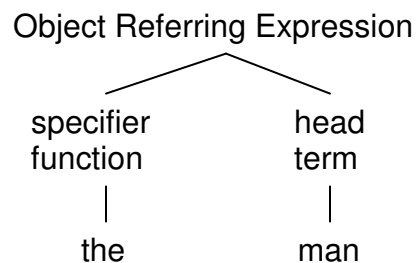 Object Referring Expression
specifier head
function term
the man